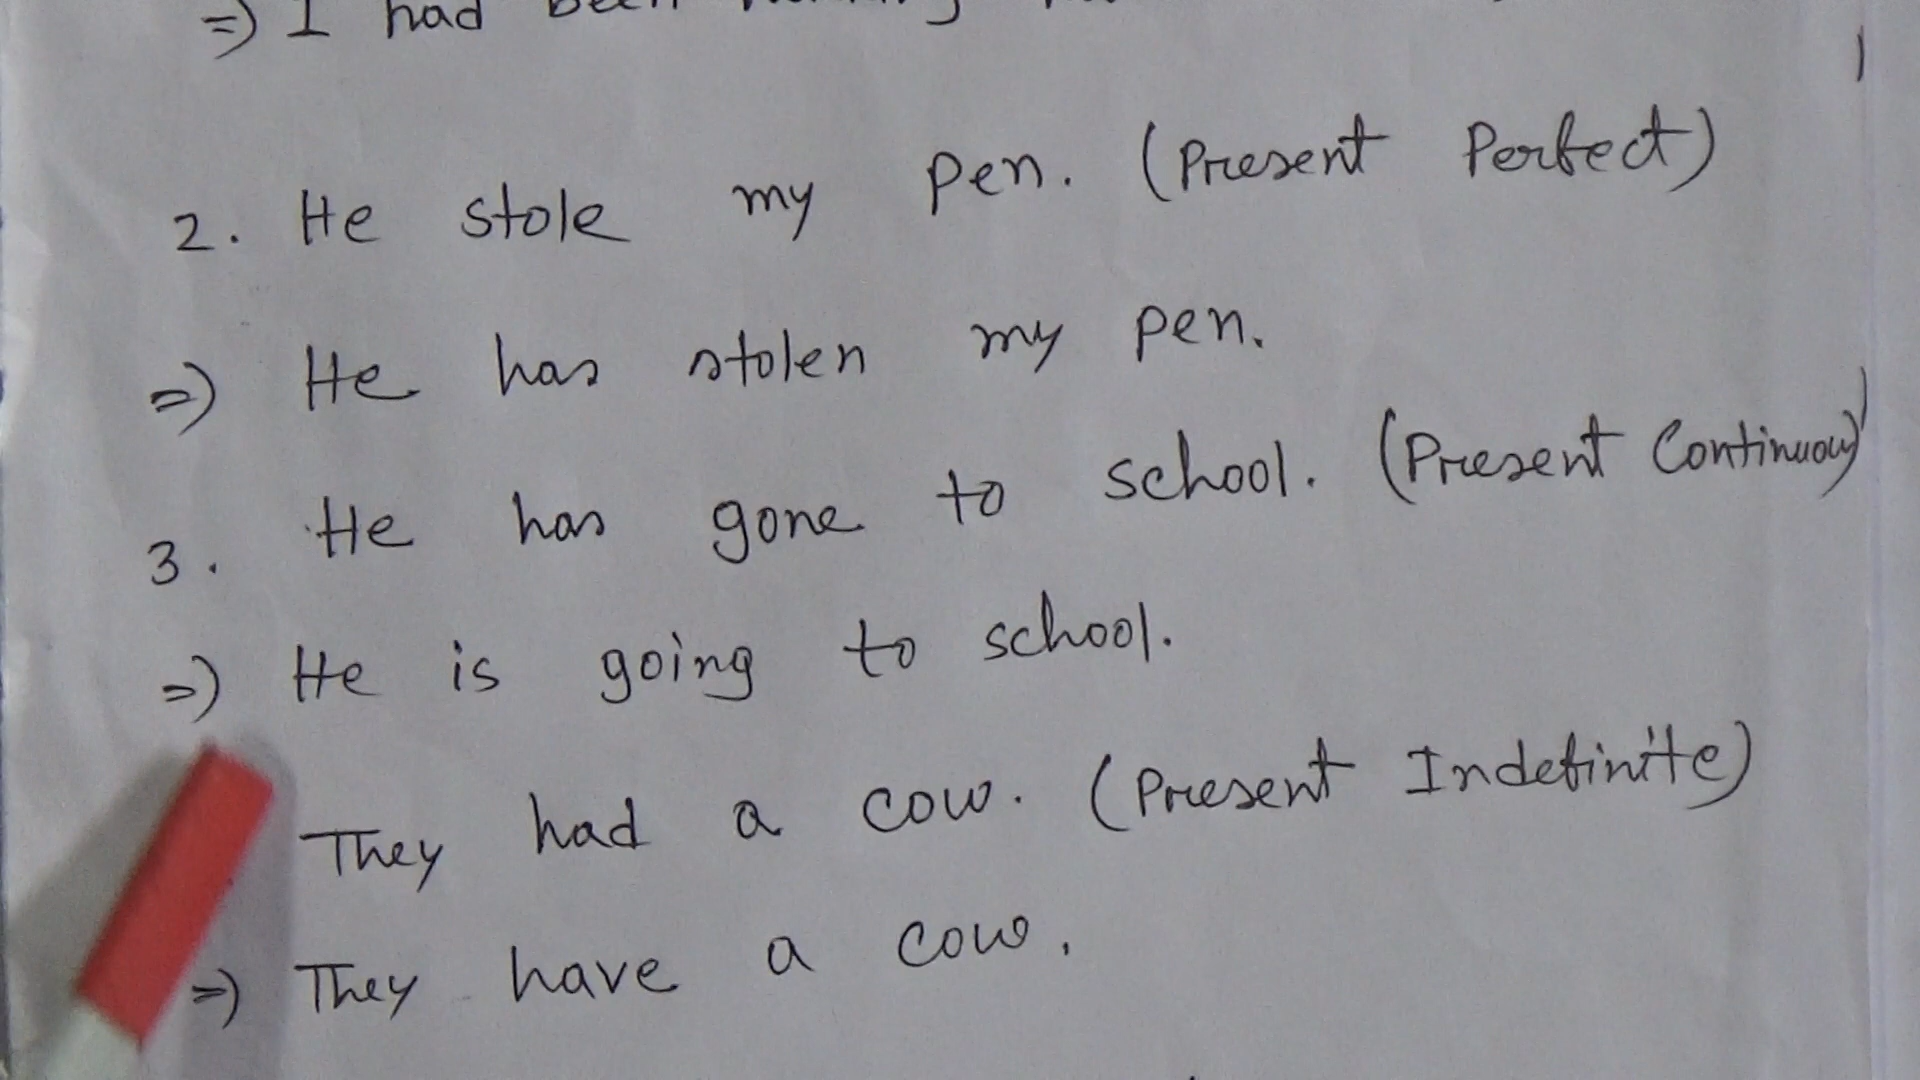 =) I had been
2. He stole my pen. (Present Perfect)
=) He has stolen my pen.
3. He has gone to school. (Present Continuous)
=) He is going to school.
They had a cow. (Present Indefinite)
=) They have a cow.